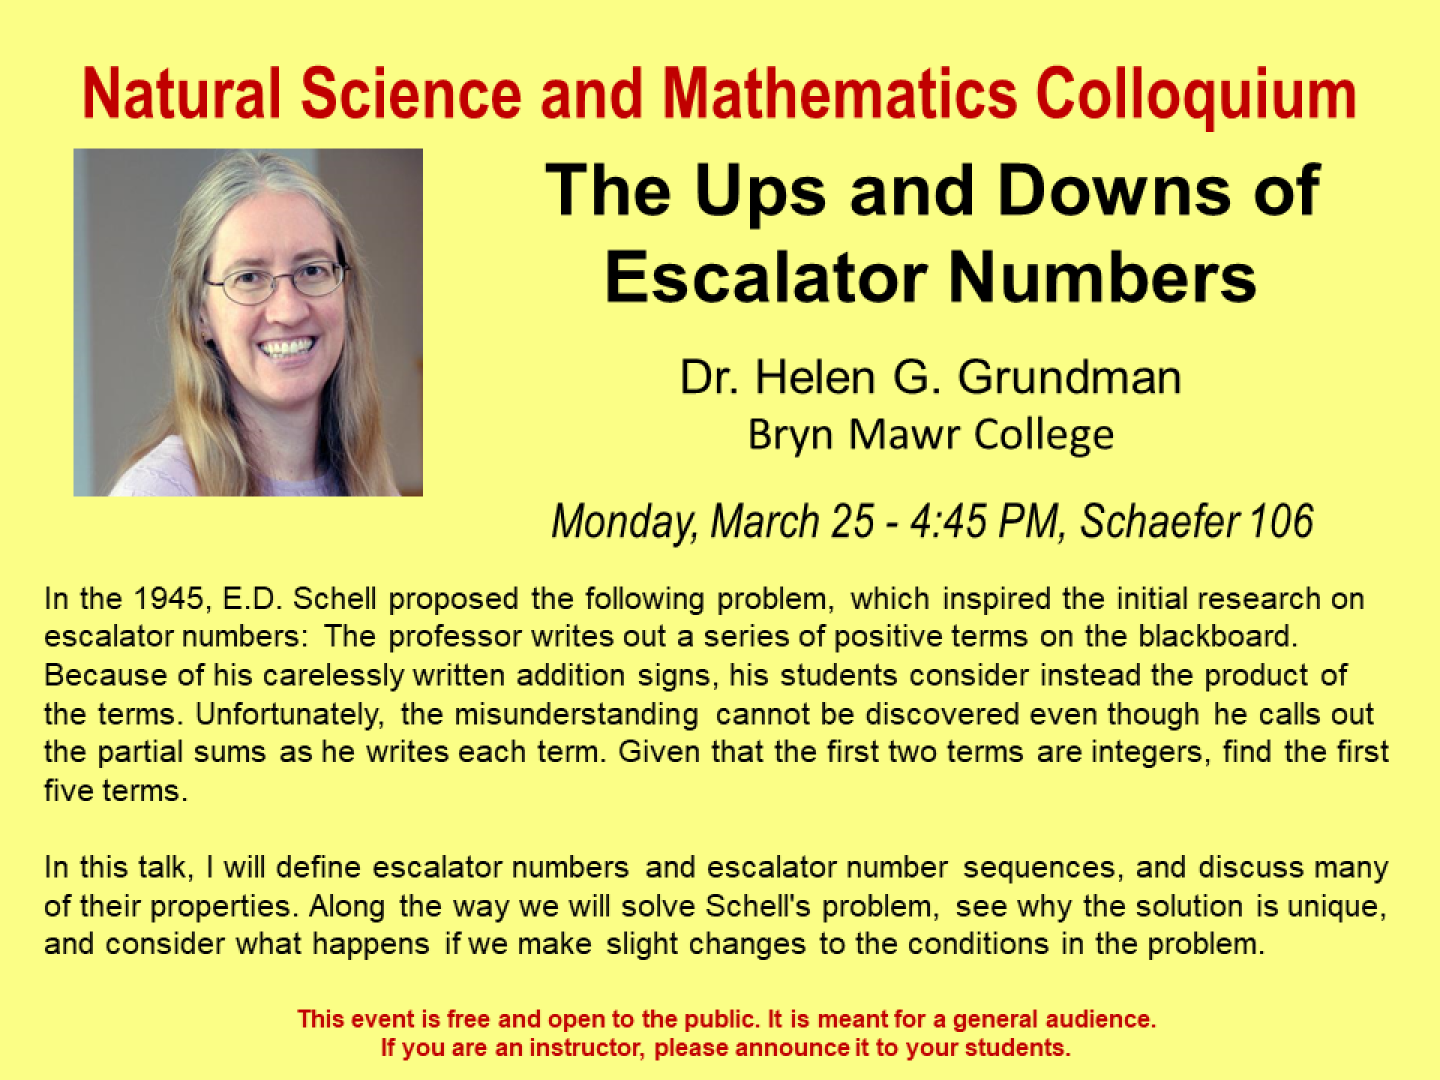 Natural Science and Mathematics Colloquium
The Ups and Downs of
Escalator Numbers
Dr. Helen G. Grundman
Bryn Mawr College
Monday, March 25 - 4:45 PM, Schaefer 106
In the 1945, E.D. Schell proposed the following problem, which inspired the initial research on
escalator numbers: The professor writes out a series of positive terms on the blackboard.
Because of his carelessly written addition signs, his students consider instead the product of
the terms. Unfortunately, the misunderstanding cannot be discovered even though he calls out
the partial sums as he writes each term. Given that the first two terms are integers, find the first
five terms.
In this talk, I will define escalator numbers and escalator number sequences, and discuss many
of their properties. Along the way we will solve Schell's problem, see why the solution is unique,
and consider what happens if we make slight changes to the conditions in the problem.
This event is free and open to the public. It is meant for a general audience.
If you are an instructor, please announce it to your students.